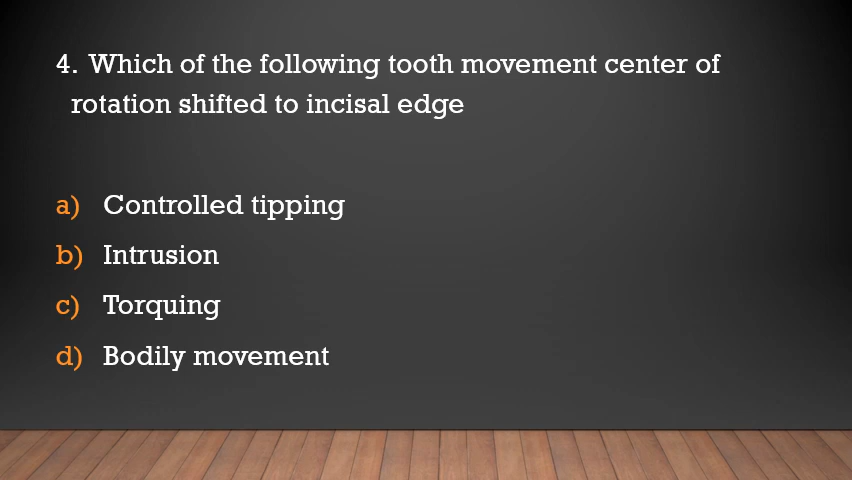 4. Which of the following tooth movement center of
rotation shifted to incisal edge
a) Controlled tipping
b) Intrusion
c) Torquing
d) Bodily movement